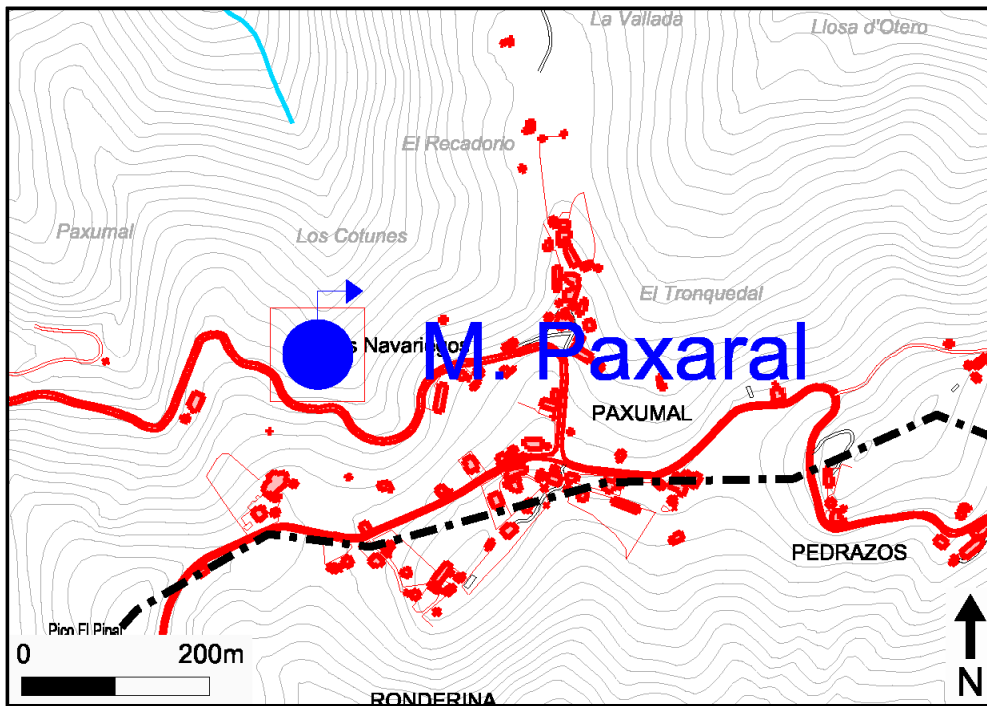 La Vallada
Llosa d'Otero
El Recadorio
Paxumal
Los Cotunes
El Tronquedal
s Navariegos
M. Paxaral
PAXUMAL
PEDRAZOS
Pico El Pinal
0 200m
RONDERINA
N